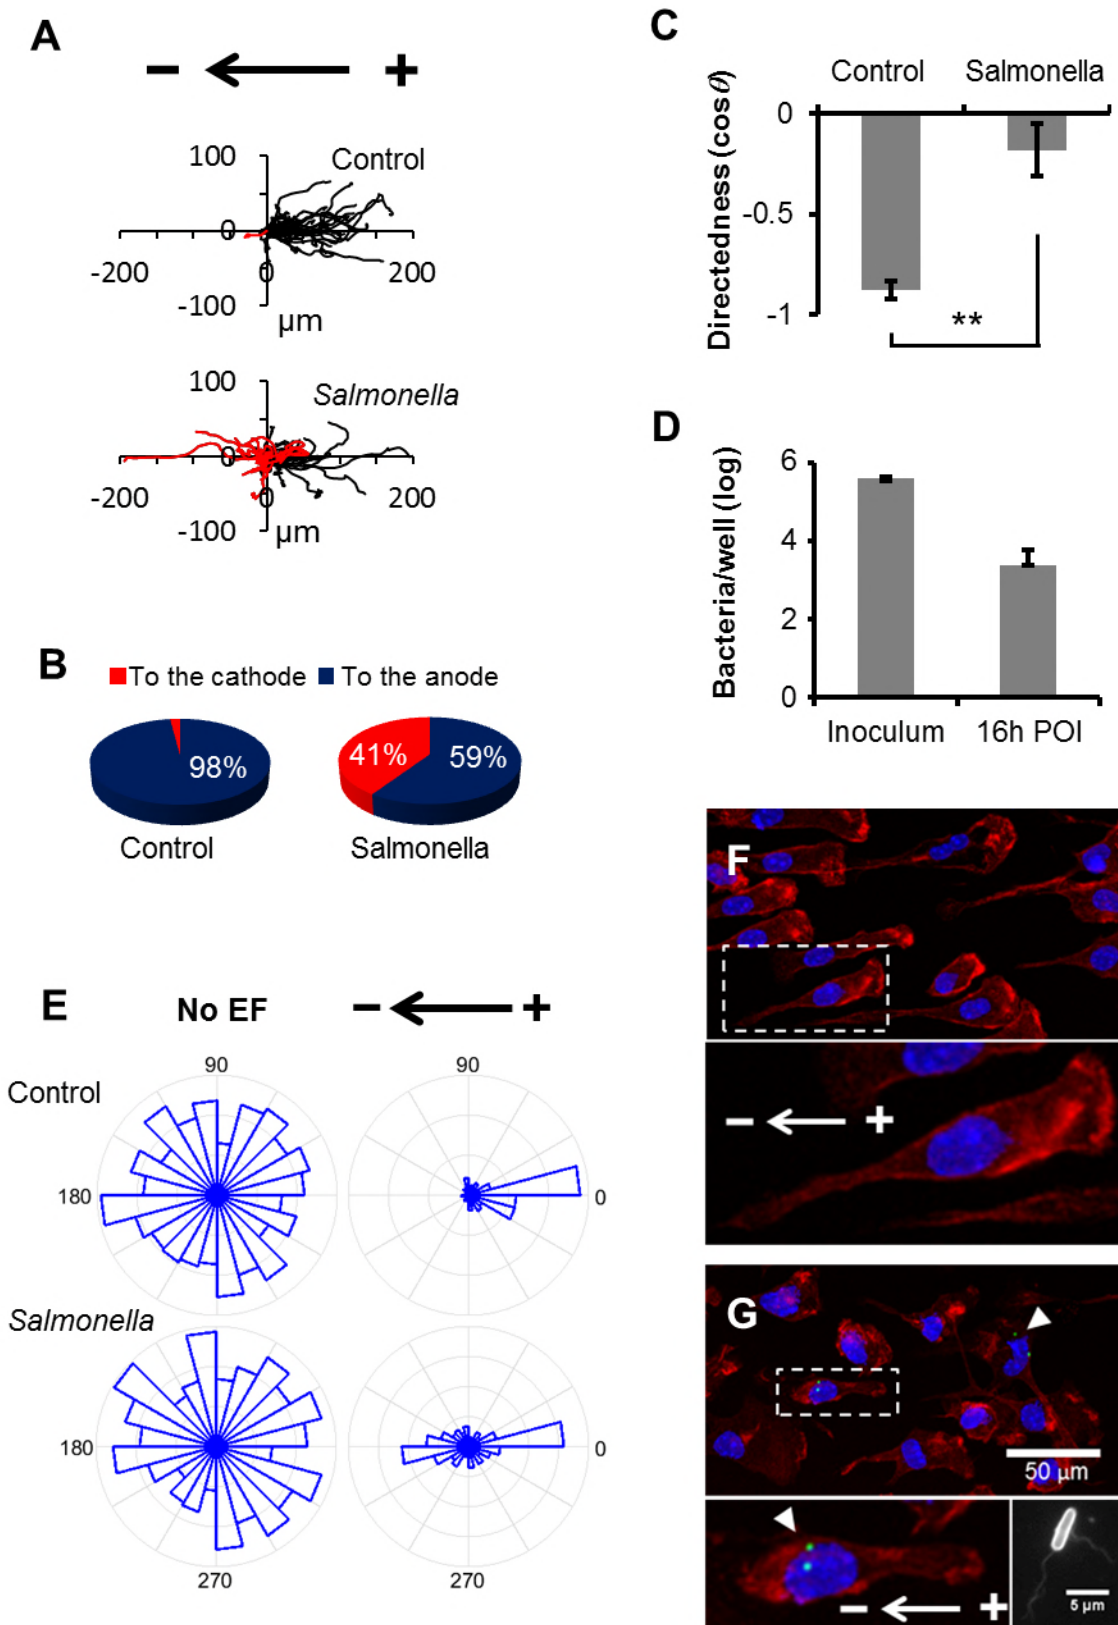 A
− +
Control
100
0
-200 0 200
-100
µm
Salmonella
100
0
-200 0 200
-100
µm
B
To the cathode To the anode
98%
41% 59%
Control Salmonella
C
Control Salmonella
Directedness (cosθ)
0
-0.5
-1
**
D
Bacteria/well (log)
6
4
2
0
Inoculum 16h POI
E
No EF − +
Control
90 90
180 0
Salmonella
180 0
270 270
F
− +
G
50 µm
− +
5 µm